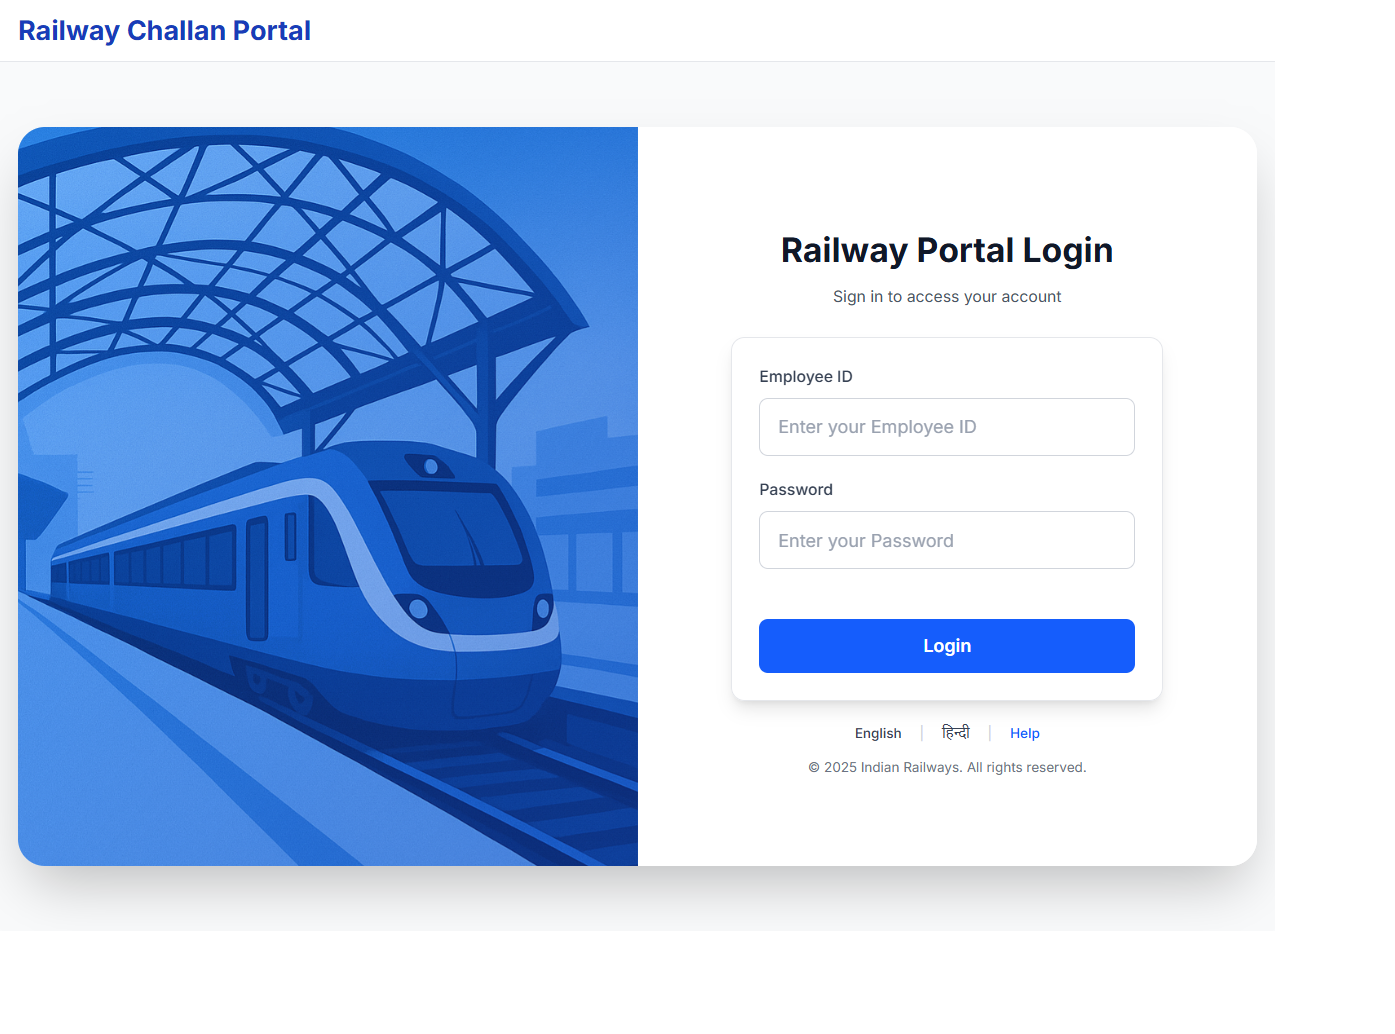 Railway Challan Portal
Railway Portal Login
Sign in to access your account
Employee ID
Enter your Employee ID
Password
Enter your Password
Login
English | हिन्दी | Help
© 2025 Indian Railways. All rights reserved.